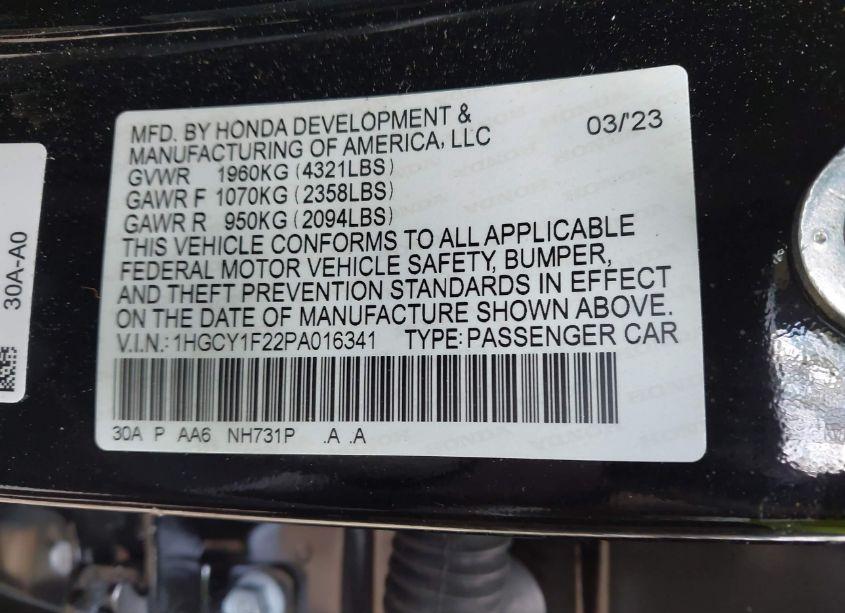 MFD. BY HONDA DEVELOPMENT &
MANUFACTURING OF AMERICA, LLC
03/'23
GVWR 1960KG (4321LBS)
GAWR F 1070KG (2358LBS)
GAWR R 950KG (2094LBS)
THIS VEHICLE CONFORMS TO ALL APPLICABLE
FEDERAL MOTOR VEHICLE SAFETY, BUMPER,
AND THEFT PREVENTION STANDARDS IN EFFECT
ON THE DATE OF MANUFACTURE SHOWN ABOVE.
V.I.N.: 1HGCY1F22PA016341 TYPE: PASSENGER CAR
30A P AA6 NH731P .A .A
30A-A0